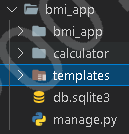 bmi_app
bmi_app
calculator
templates
db.sqlite3
manage.py